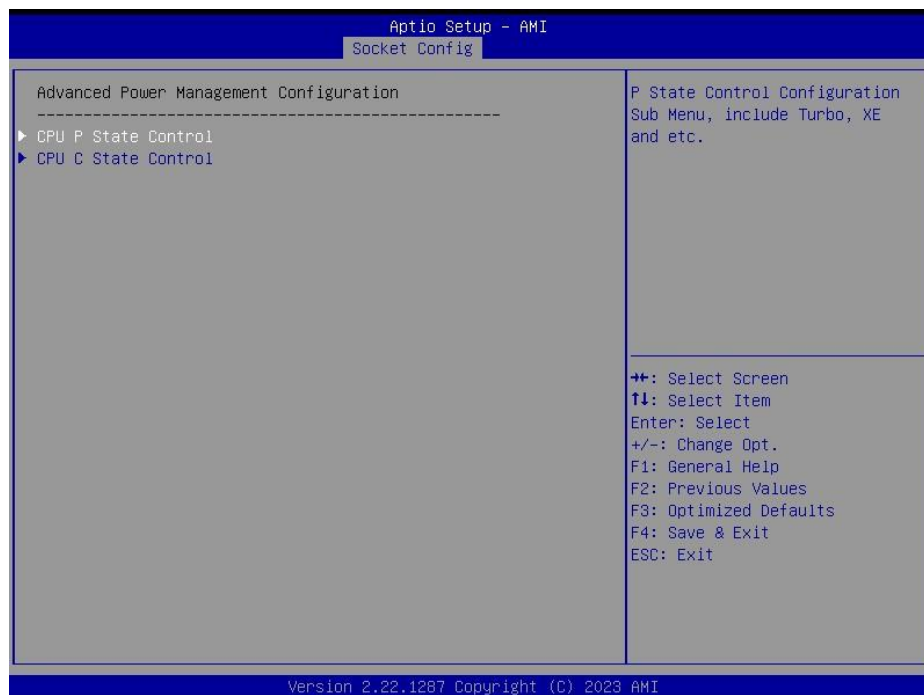 Aptio Setup - AMI
Socket Config
Advanced Power Management Configuration
--------------------------------------------------
CPU P State Control
CPU C State Control
P State Control Configuration
Sub Menu, include Turbo, XE
and etc.
→←: Select Screen
↑↓: Select Item
Enter: Select
+/-: Change Opt.
F1: General Help
F2: Previous Values
F3: Optimized Defaults
F4: Save & Exit
ESC: Exit
Version 2.22.1287 Copyright (C) 2023 AMI